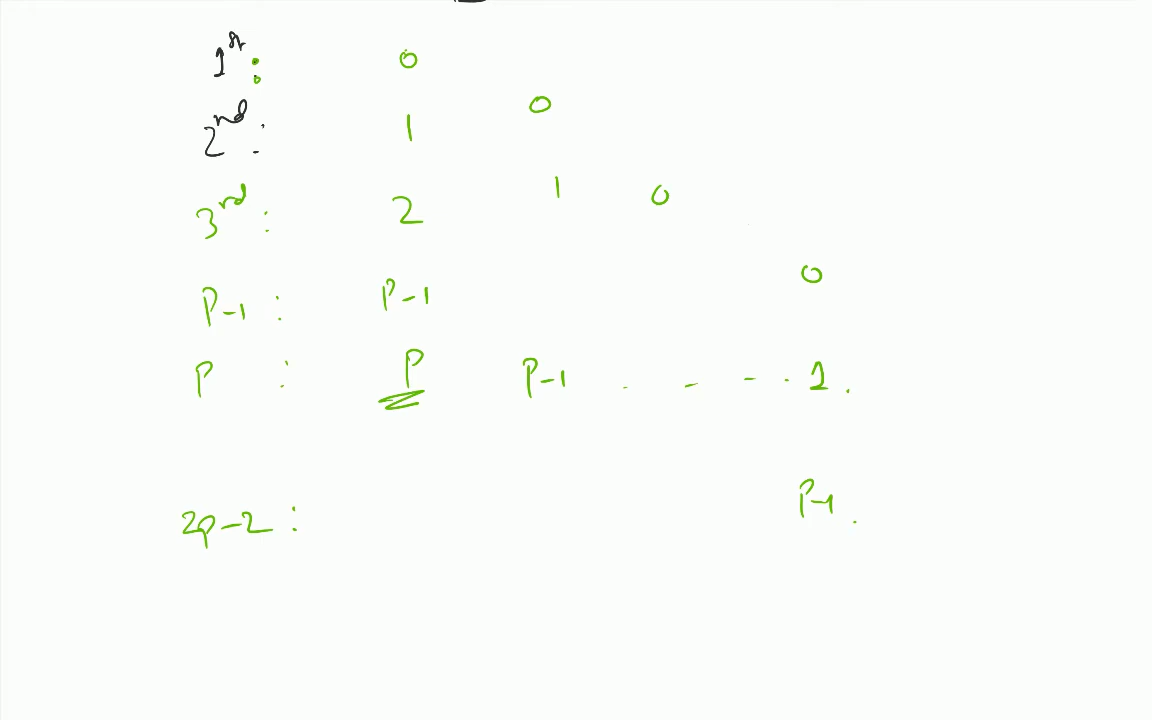 1st : 0
2nd : 1 0
3rd : 2 1 0
P-1 : P-1 0
P : P P-1 . - - . 1 .
2p-2 : P-1 .